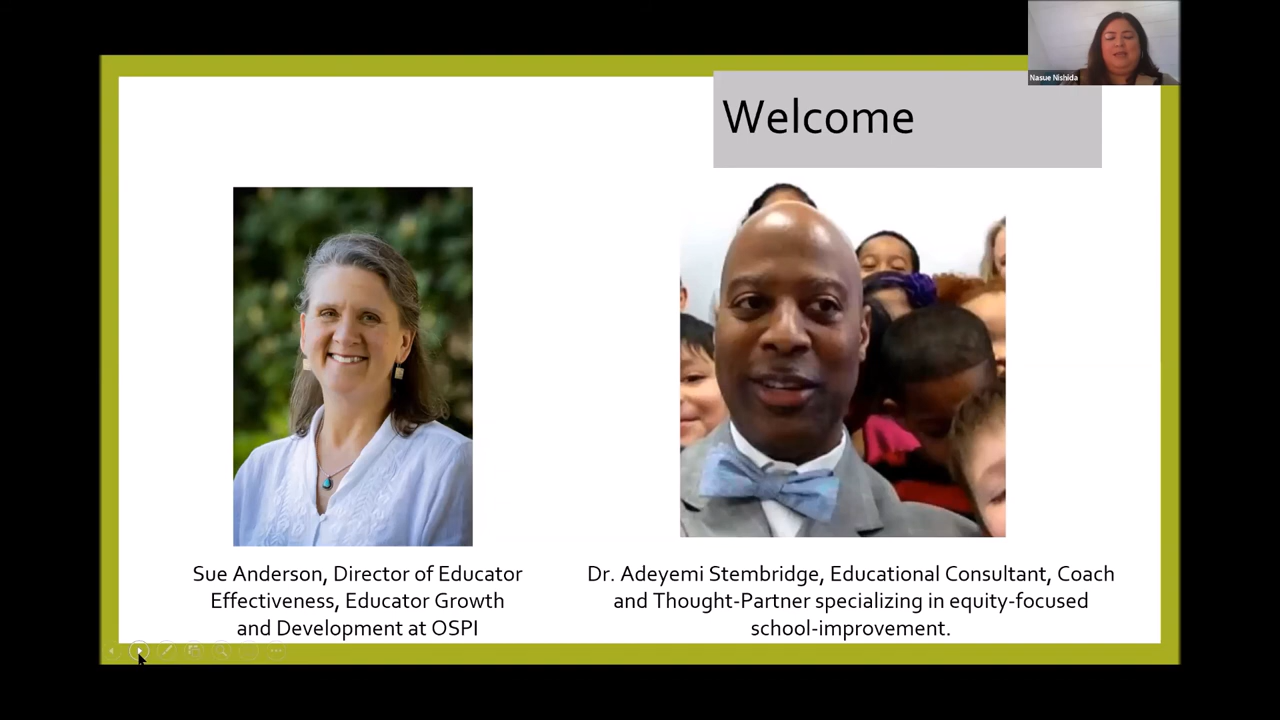 Nasue Nishida
Welcome
Sue Anderson, Director of Educator
Effectiveness, Educator Growth
and Development at OSPI
Dr. Adeyemi Stembridge, Educational Consultant, Coach
and Thought-Partner specializing in equity-focused
school-improvement.